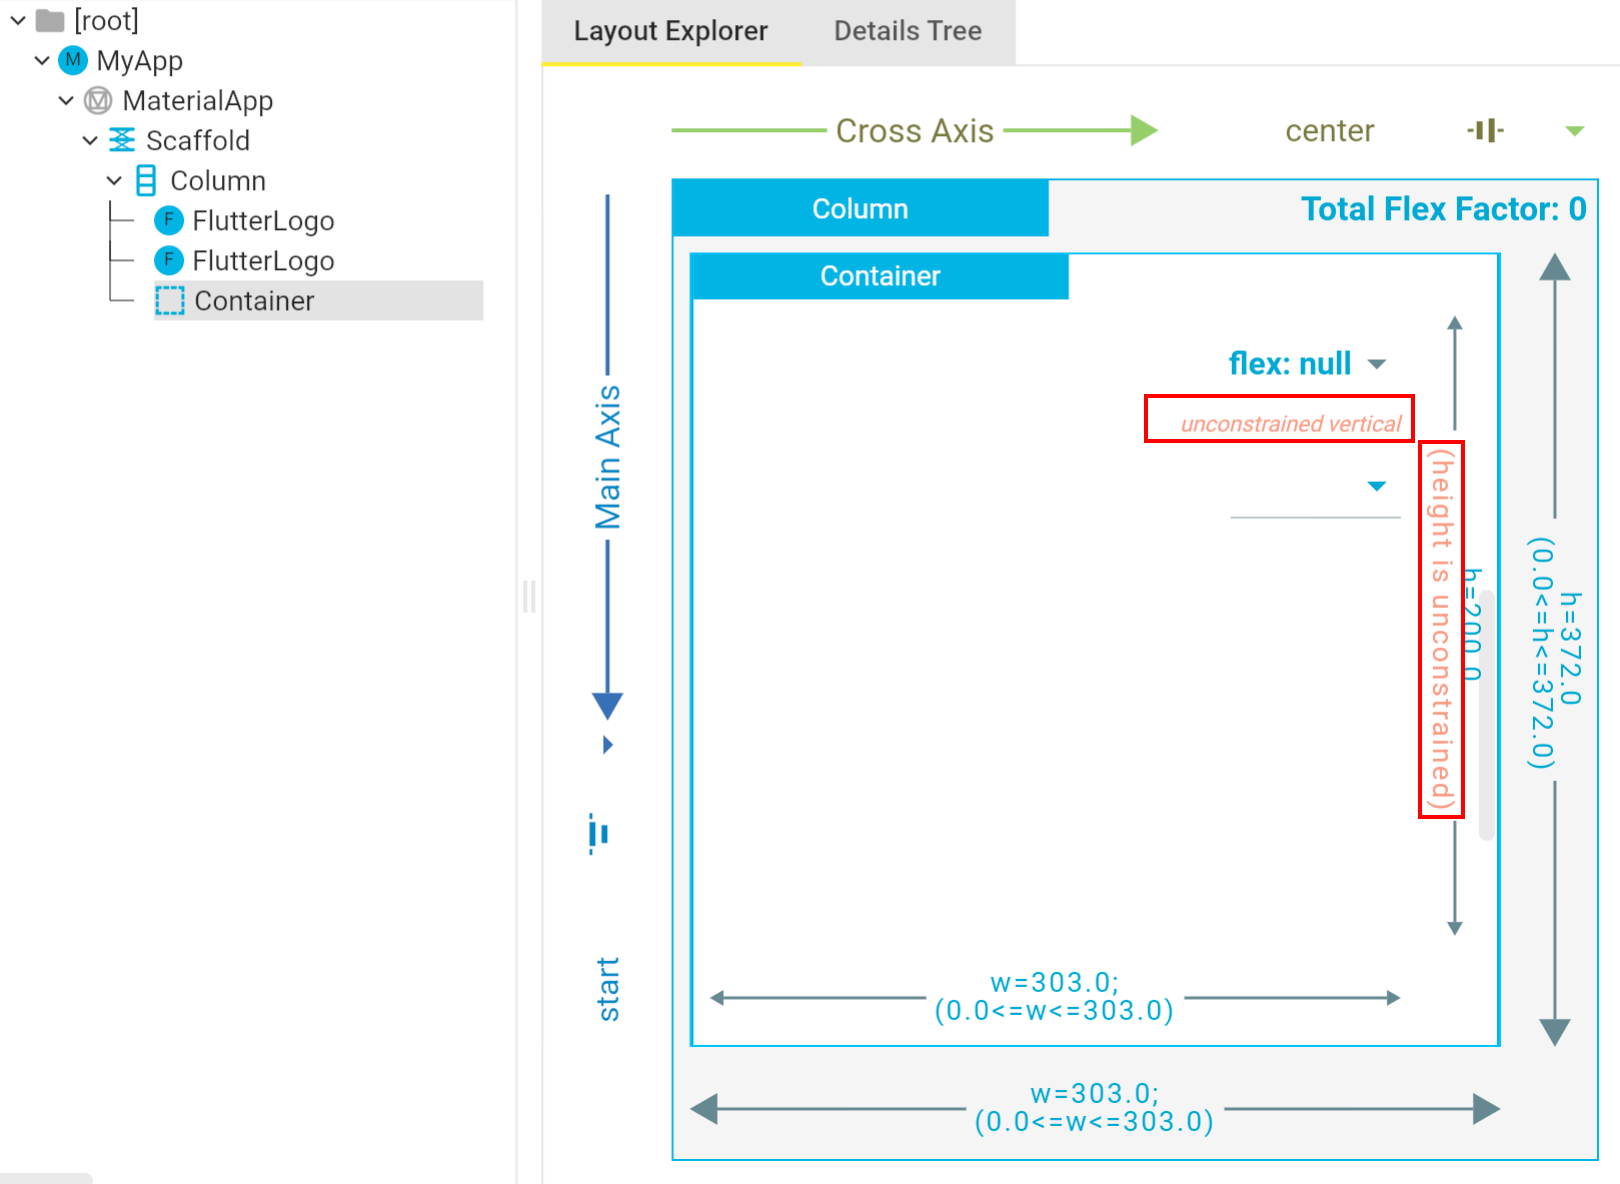 [root]
M MyApp
MaterialApp
Scaffold
Column
F FlutterLogo
F FlutterLogo
Container
Layout Explorer
Details Tree
Cross Axis
center
Main Axis
start
Column
Total Flex Factor: 0
Container
flex: null
unconstrained vertical
h=200.0
(height is unconstrained)
w=303.0;
(0.0<=w<=303.0)
h=372.0
(0.0<=h<=372.0)
w=303.0;
(0.0<=w<=303.0)